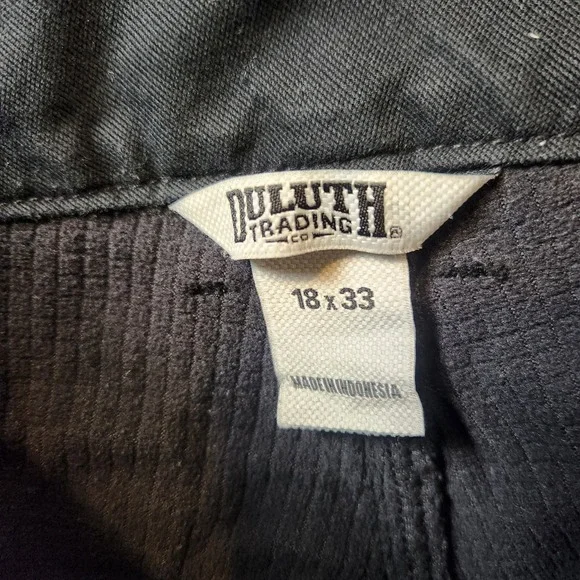 DULUTH
TRADING
CO
18 x 33
MADE IN INDONESIA